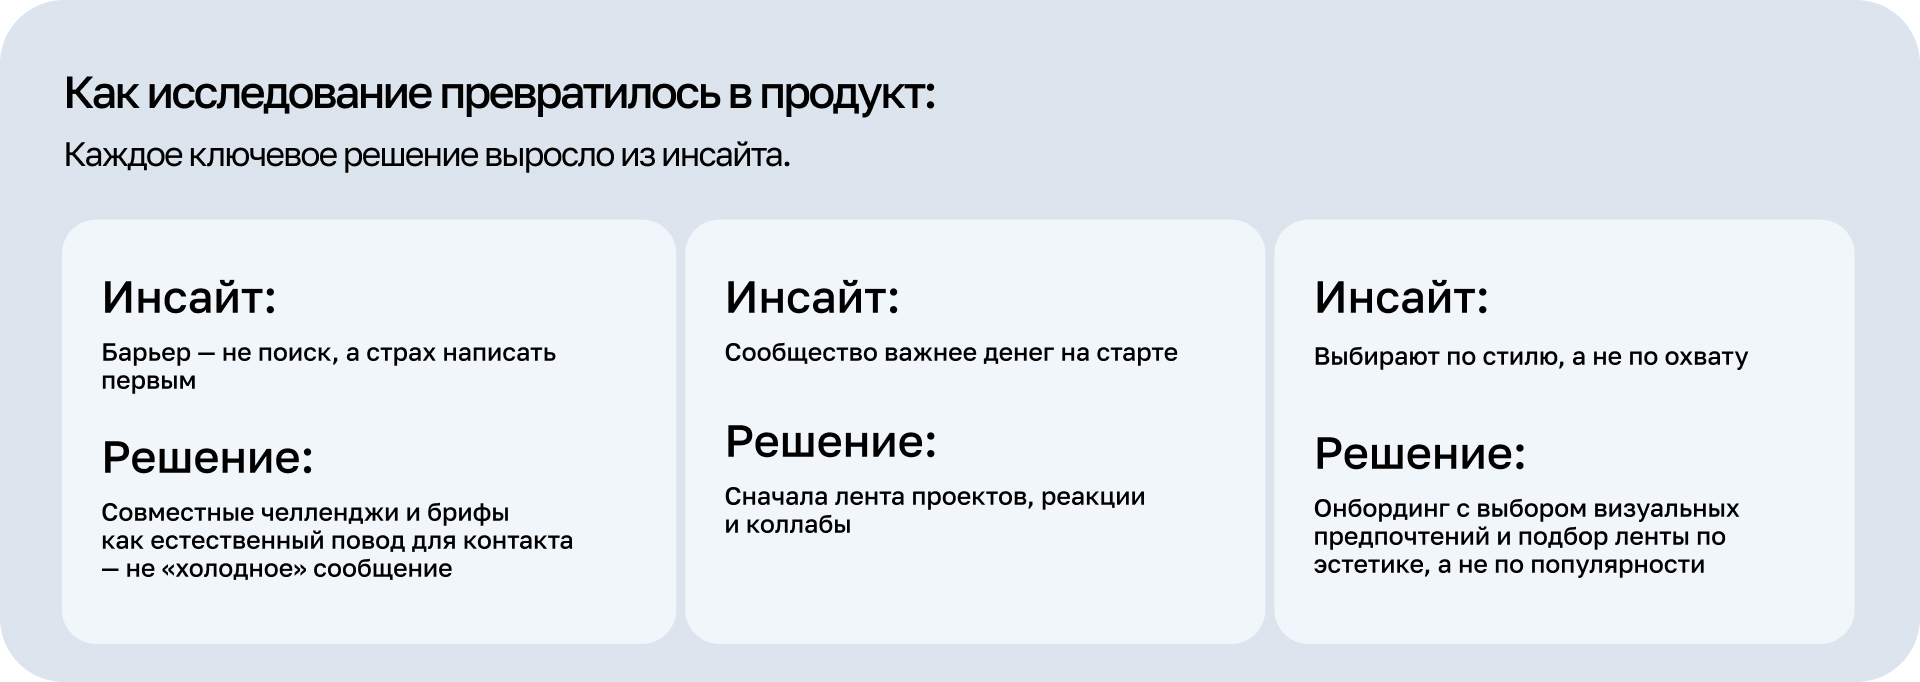 Как исследование превратилось в продукт:
Каждое ключевое решение выросло из инсайта.
Инсайт:
Барьер — не поиск, а страх написать
первым
Решение:
Совместные челленджи и брифы
как естественный повод для контакта
— не «холодное» сообщение
Инсайт:
Сообщество важнее денег на старте
Решение:
Сначала лента проектов, реакции
и коллабы
Инсайт:
Выбирают по стилю, а не по охвату
Решение:
Онбординг с выбором визуальных
предпочтений и подбор ленты по
эстетике, а не по популярности